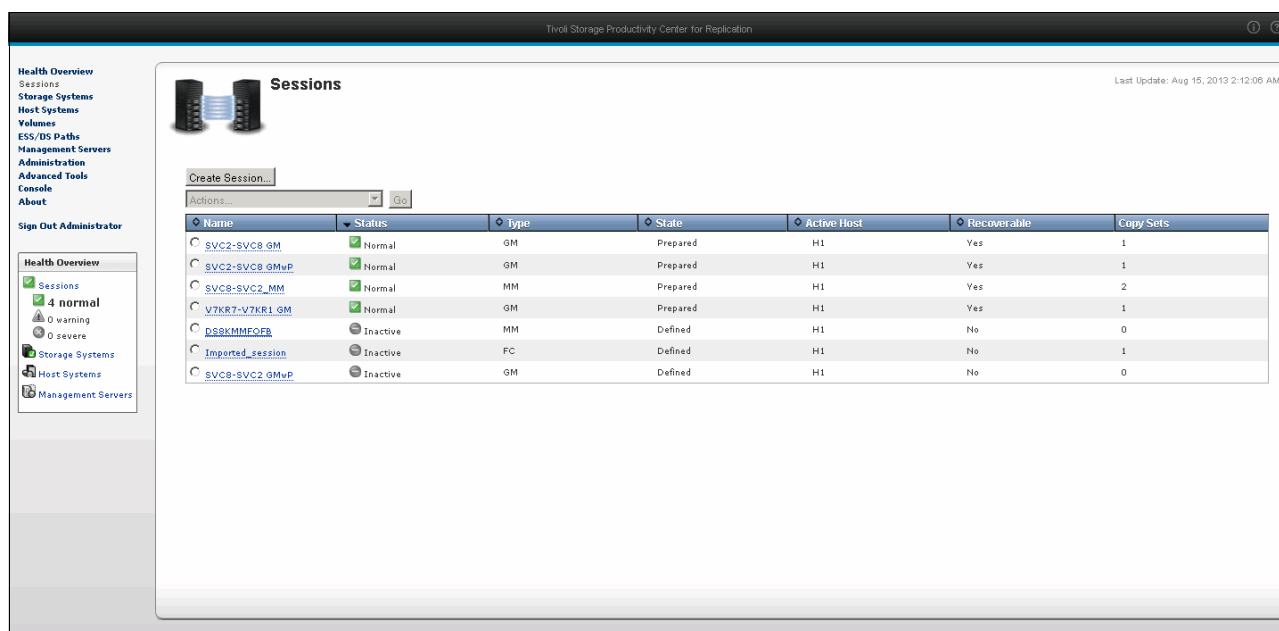 Tivoli Storage Productivity Center for Replication
Health Overview
Sessions
Storage Systems
Host Systems
Volumes
ESS/DS Paths
Management Servers
Administration
Advanced Tools
Console
About
Sign Out Administrator
Health Overview
Sessions
4 normal
0 warning
0 severe
Storage Systems
Host Systems
Management Servers
Sessions
Last Update: Aug 15, 2013 2:12:06 AM
Create Session...
Actions... Go
Name Status Type State Active Host Recoverable Copy Sets
SVC2-SVC8 GM Normal GM Prepared H1 Yes 1
SVC2-SVC8 GMwP Normal GM Prepared H1 Yes 1
SVC8-SVC2_MM Normal MM Prepared H1 Yes 2
V7KR7-V7KR1 GM Normal GM Prepared H1 Yes 1
DS8KMMFOFB Inactive MM Defined H1 No 0
Imported_session Inactive FC Defined H1 No 1
SVC8-SVC2 GMwP Inactive GM Defined H1 No 0